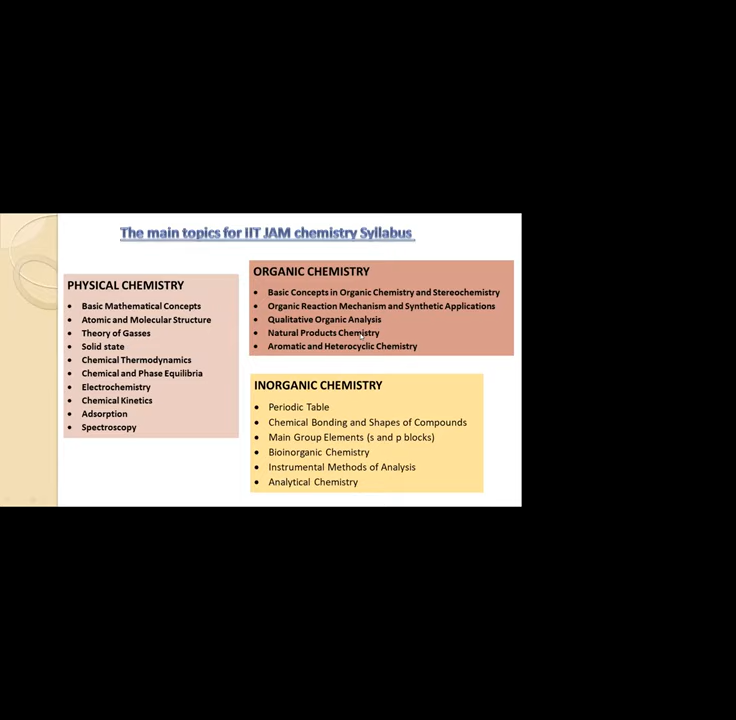 The main topics for IIT JAM chemistry Syllabus
PHYSICAL CHEMISTRY
• Basic Mathematical Concepts
• Atomic and Molecular Structure
• Theory of Gasses
• Solid state
• Chemical Thermodynamics
• Chemical and Phase Equilibria
• Electrochemistry
• Chemical Kinetics
• Adsorption
• Spectroscopy
ORGANIC CHEMISTRY
• Basic Concepts in Organic Chemistry and Stereochemistry
• Organic Reaction Mechanism and Synthetic Applications
• Qualitative Organic Analysis
• Natural Products Chemistry
• Aromatic and Heterocyclic Chemistry
INORGANIC CHEMISTRY
• Periodic Table
• Chemical Bonding and Shapes of Compounds
• Main Group Elements (s and p blocks)
• Bioinorganic Chemistry
• Instrumental Methods of Analysis
• Analytical Chemistry